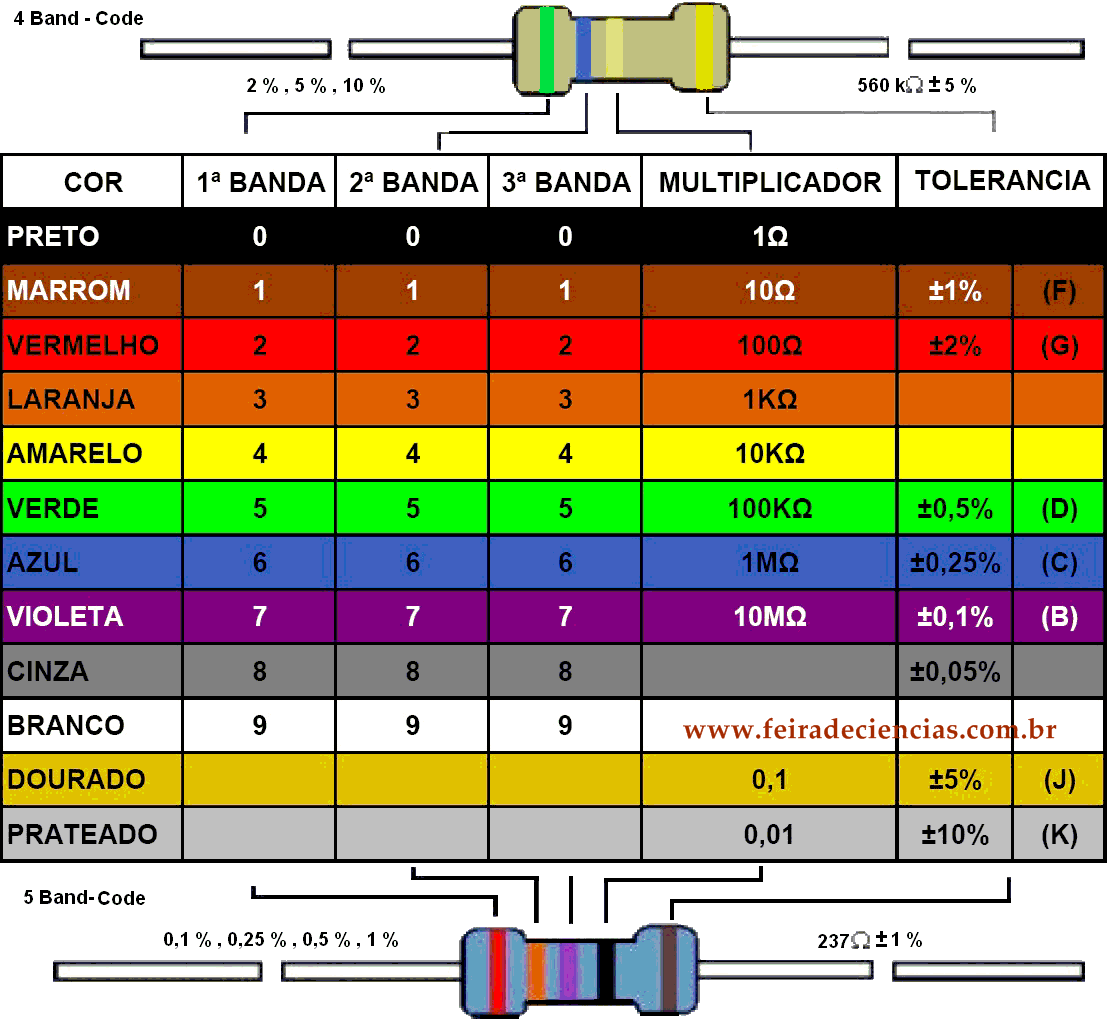 4 Band - Code
2 % , 5 % , 10 %
560 kΩ ± 5 %
COR 1ª BANDA 2ª BANDA 3ª BANDA MULTIPLICADOR TOLERANCIA
PRETO 0 0 0 1Ω
MARROM 1 1 1 10Ω ±1% (F)
VERMELHO 2 2 2 100Ω ±2% (G)
LARANJA 3 3 3 1KΩ
AMARELO 4 4 4 10KΩ
VERDE 5 5 5 100KΩ ±0,5% (D)
AZUL 6 6 6 1MΩ ±0,25% (C)
VIOLETA 7 7 7 10MΩ ±0,1% (B)
CINZA 8 8 8 ±0,05%
BRANCO 9 9 9 www.feiradeciencias.com.br
DOURADO 0,1 ±5% (J)
PRATEADO 0,01 ±10% (K)
5 Band-Code
0,1 % , 0,25 % , 0,5 % , 1 %
237Ω ± 1 %